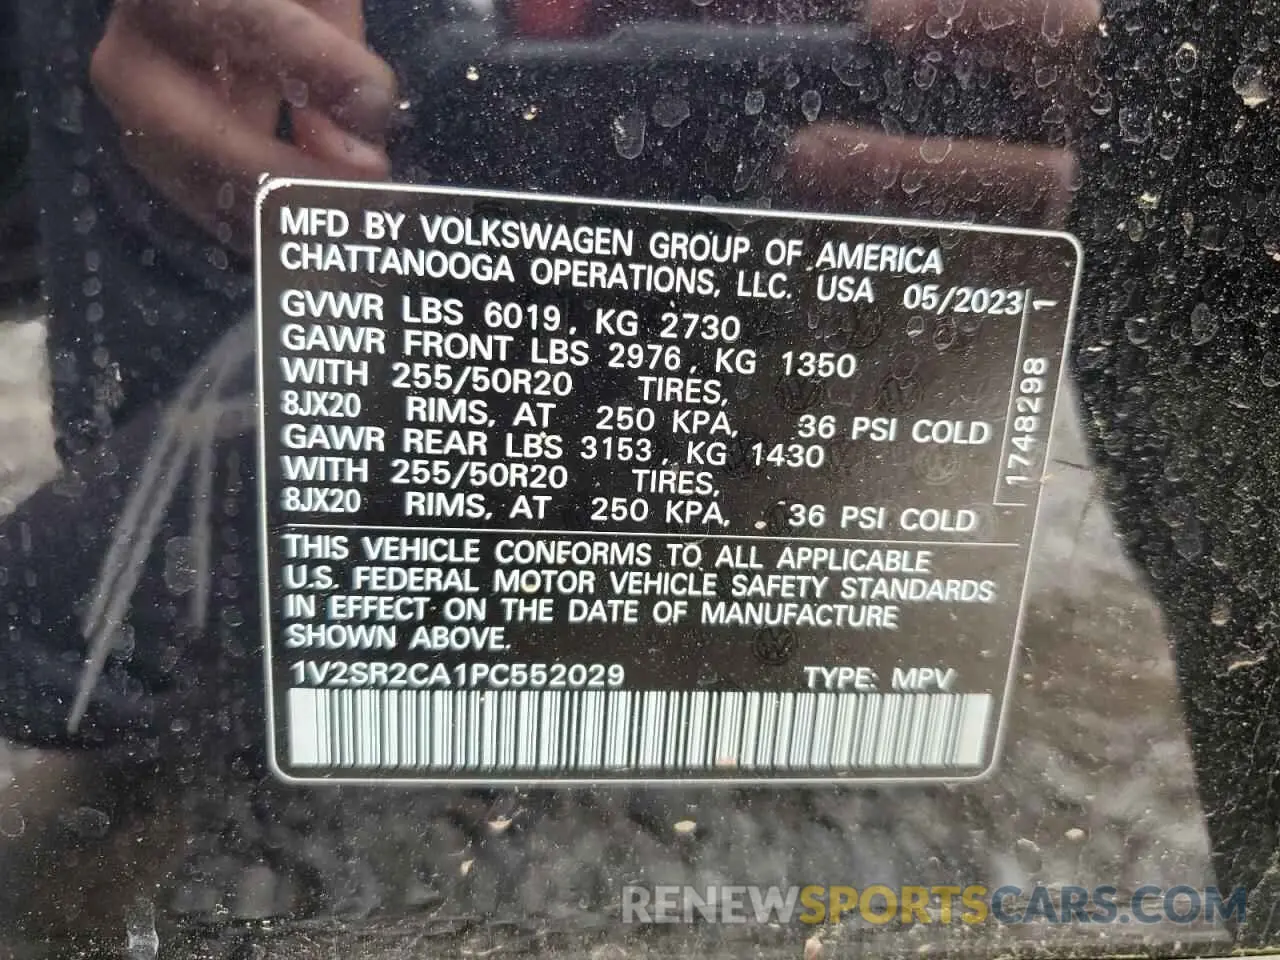 MFD BY VOLKSWAGEN GROUP OF AMERICA
CHATTANOOGA OPERATIONS, LLC. USA 05/2023
GVWR LBS 6019, KG 2730
GAWR FRONT LBS 2976, KG 1350
WITH 255/50R20 TIRES,
8JX20 RIMS, AT 250 KPA, 36 PSI COLD
GAWR REAR LBS 3153, KG 1430
WITH 255/50R20 TIRES,
8JX20 RIMS, AT 250 KPA, 36 PSI COLD
1748298 1
THIS VEHICLE CONFORMS TO ALL APPLICABLE
U.S. FEDERAL MOTOR VEHICLE SAFETY STANDARDS
IN EFFECT ON THE DATE OF MANUFACTURE
SHOWN ABOVE.
1V2SR2CA1PC552029 TYPE: MPV
RENEWSPORTSCARS.COM